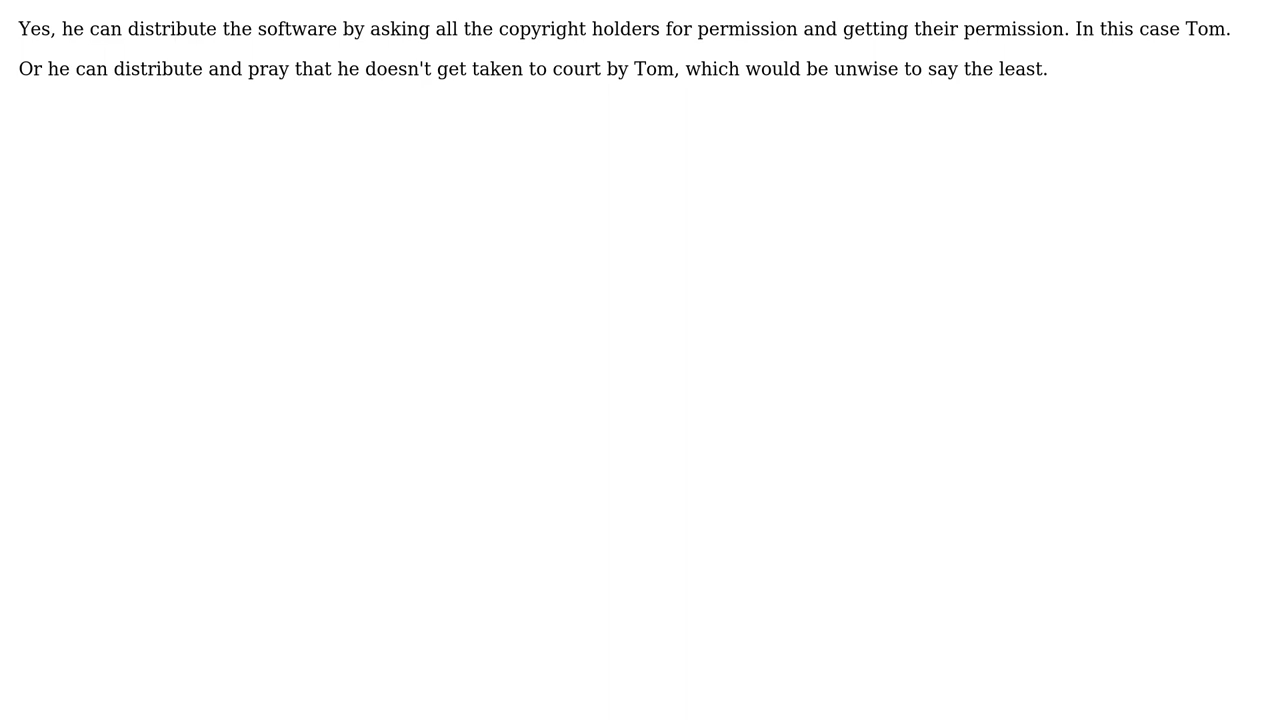 Yes, he can distribute the software by asking all the copyright holders for permission and getting their permission. In this case Tom.
Or he can distribute and pray that he doesn't get taken to court by Tom, which would be unwise to say the least.